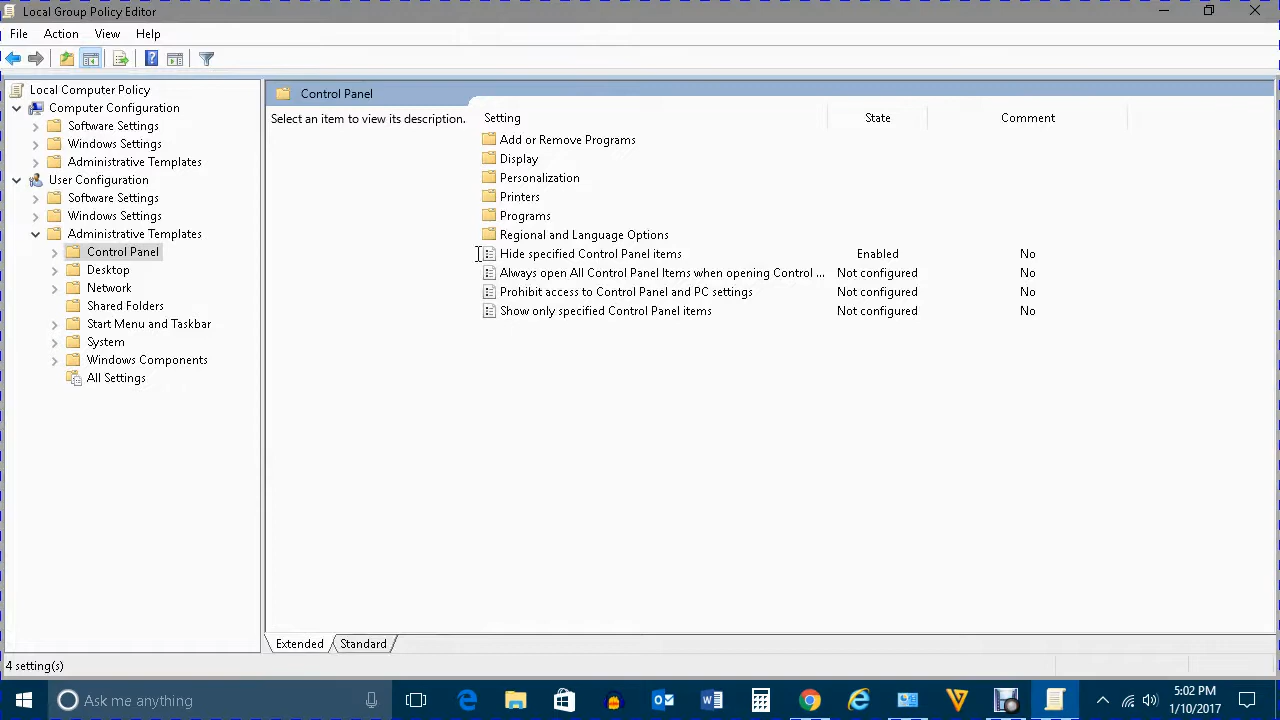 Local Group Policy Editor
File Action View Help
Local Computer Policy
Computer Configuration
Software Settings
Windows Settings
Administrative Templates
User Configuration
Software Settings
Windows Settings
Administrative Templates
Control Panel
Desktop
Network
Shared Folders
Start Menu and Taskbar
System
Windows Components
All Settings
Control Panel
Select an item to view its description.
Setting State Comment
Add or Remove Programs
Display
Personalization
Printers
Programs
Regional and Language Options
Hide specified Control Panel items Enabled No
Always open All Control Panel Items when opening Control ... Not configured No
Prohibit access to Control Panel and PC settings Not configured No
Show only specified Control Panel items Not configured No
Extended Standard
4 setting(s)
Ask me anything
5:02 PM
1/10/2017